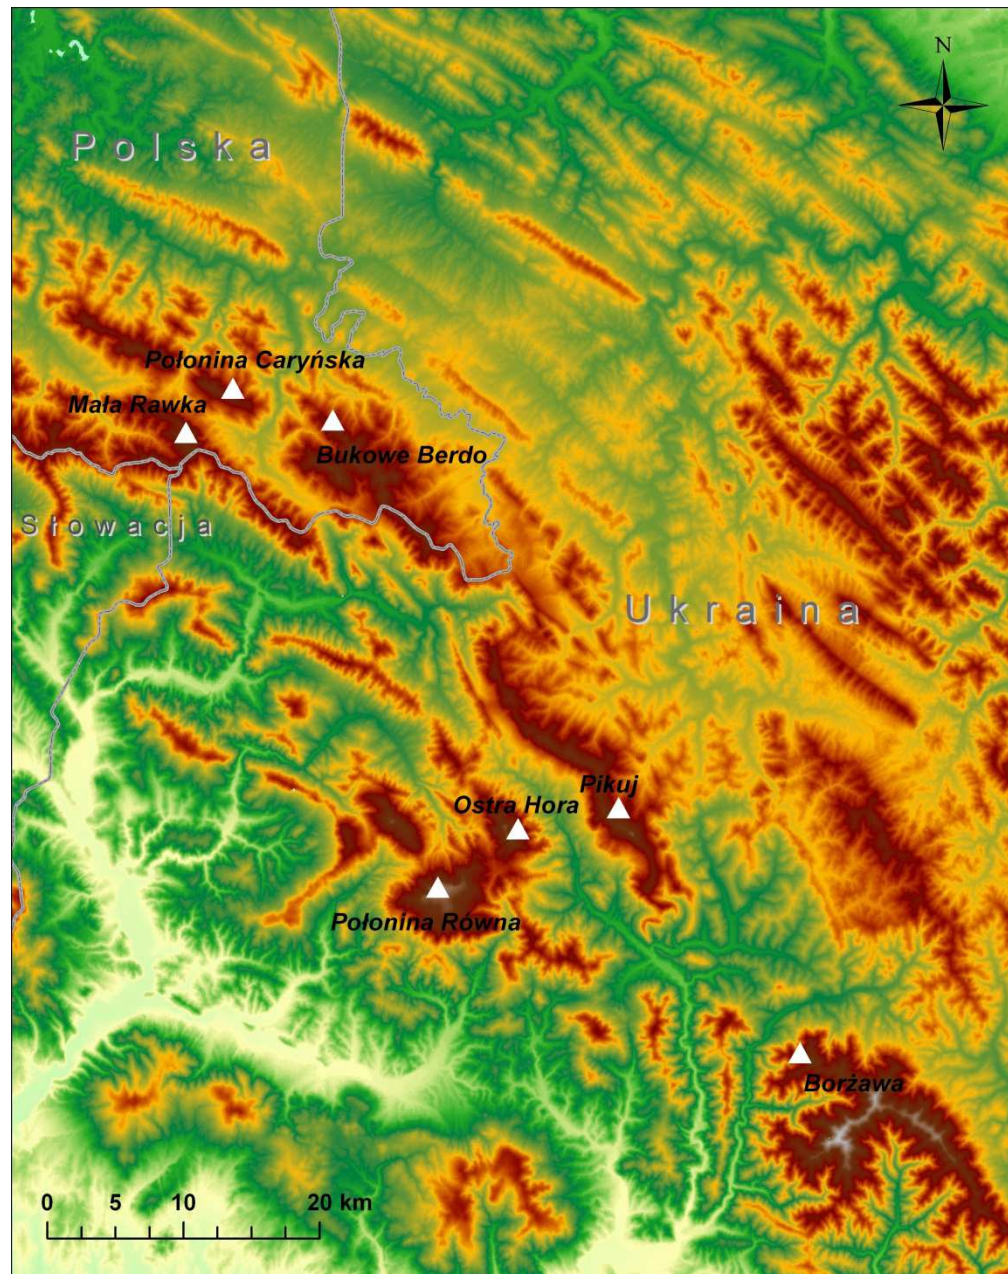 N
Polska
Połonina Caryńska
Mała Rawka
Bukowe Berdo
Słowacja
Ukraina
Pikuj
Ostra Hora
Połonina Równa
Borżawa
0 5 10 20 km